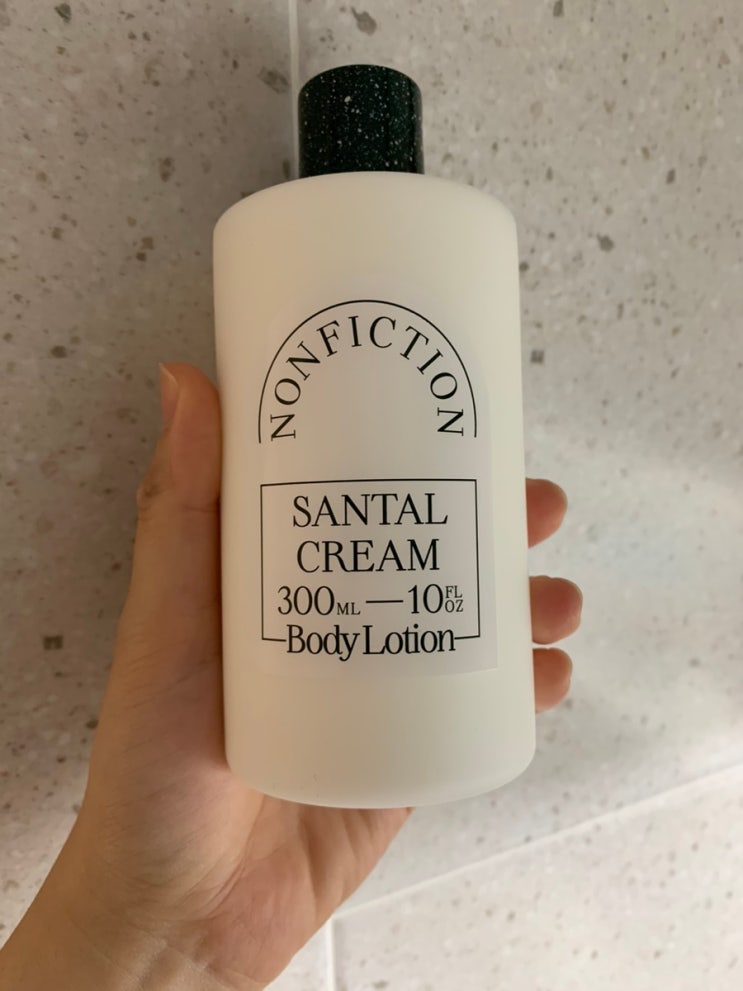 NONFICTION
SANTAL
CREAM
300ML—10FL OZ
Body Lotion